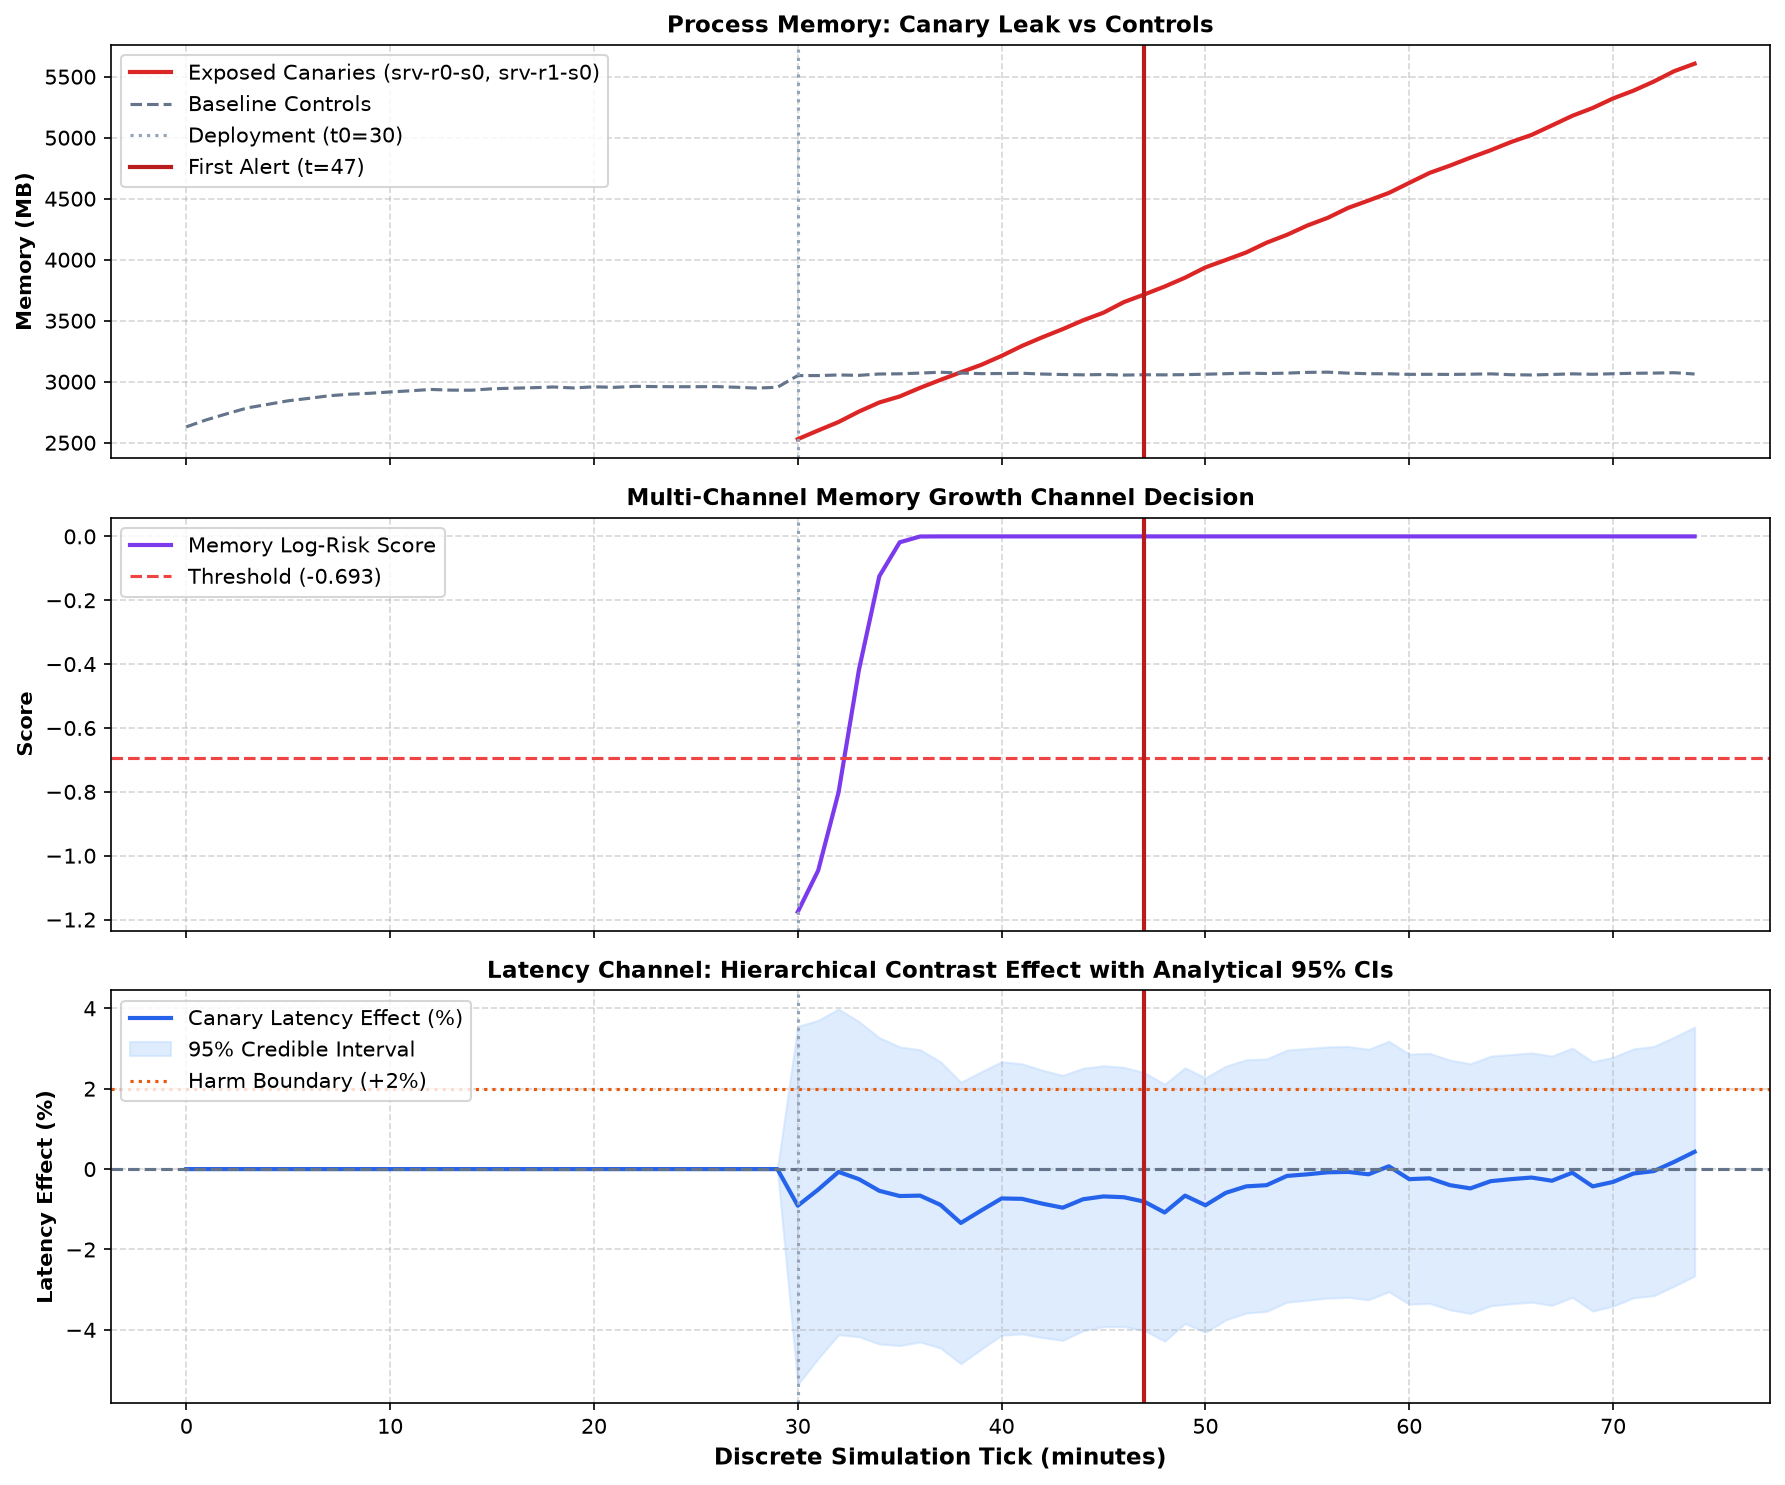 Process Memory: Canary Leak vs Controls
Memory (MB)
5500
5000
4500
4000
3500
3000
2500
Exposed Canaries (srv-r0-s0, srv-r1-s0)
Baseline Controls
Deployment (t0=30)
First Alert (t=47)
Multi-Channel Memory Growth Channel Decision
Score
0.0
−0.2
−0.4
−0.6
−0.8
−1.0
−1.2
Memory Log-Risk Score
Threshold (-0.693)
Latency Channel: Hierarchical Contrast Effect with Analytical 95% CIs
Latency Effect (%)
4
2
0
−2
−4
Canary Latency Effect (%)
95% Credible Interval
Harm Boundary (+2%)
0 10 20 30 40 50 60 70
Discrete Simulation Tick (minutes)